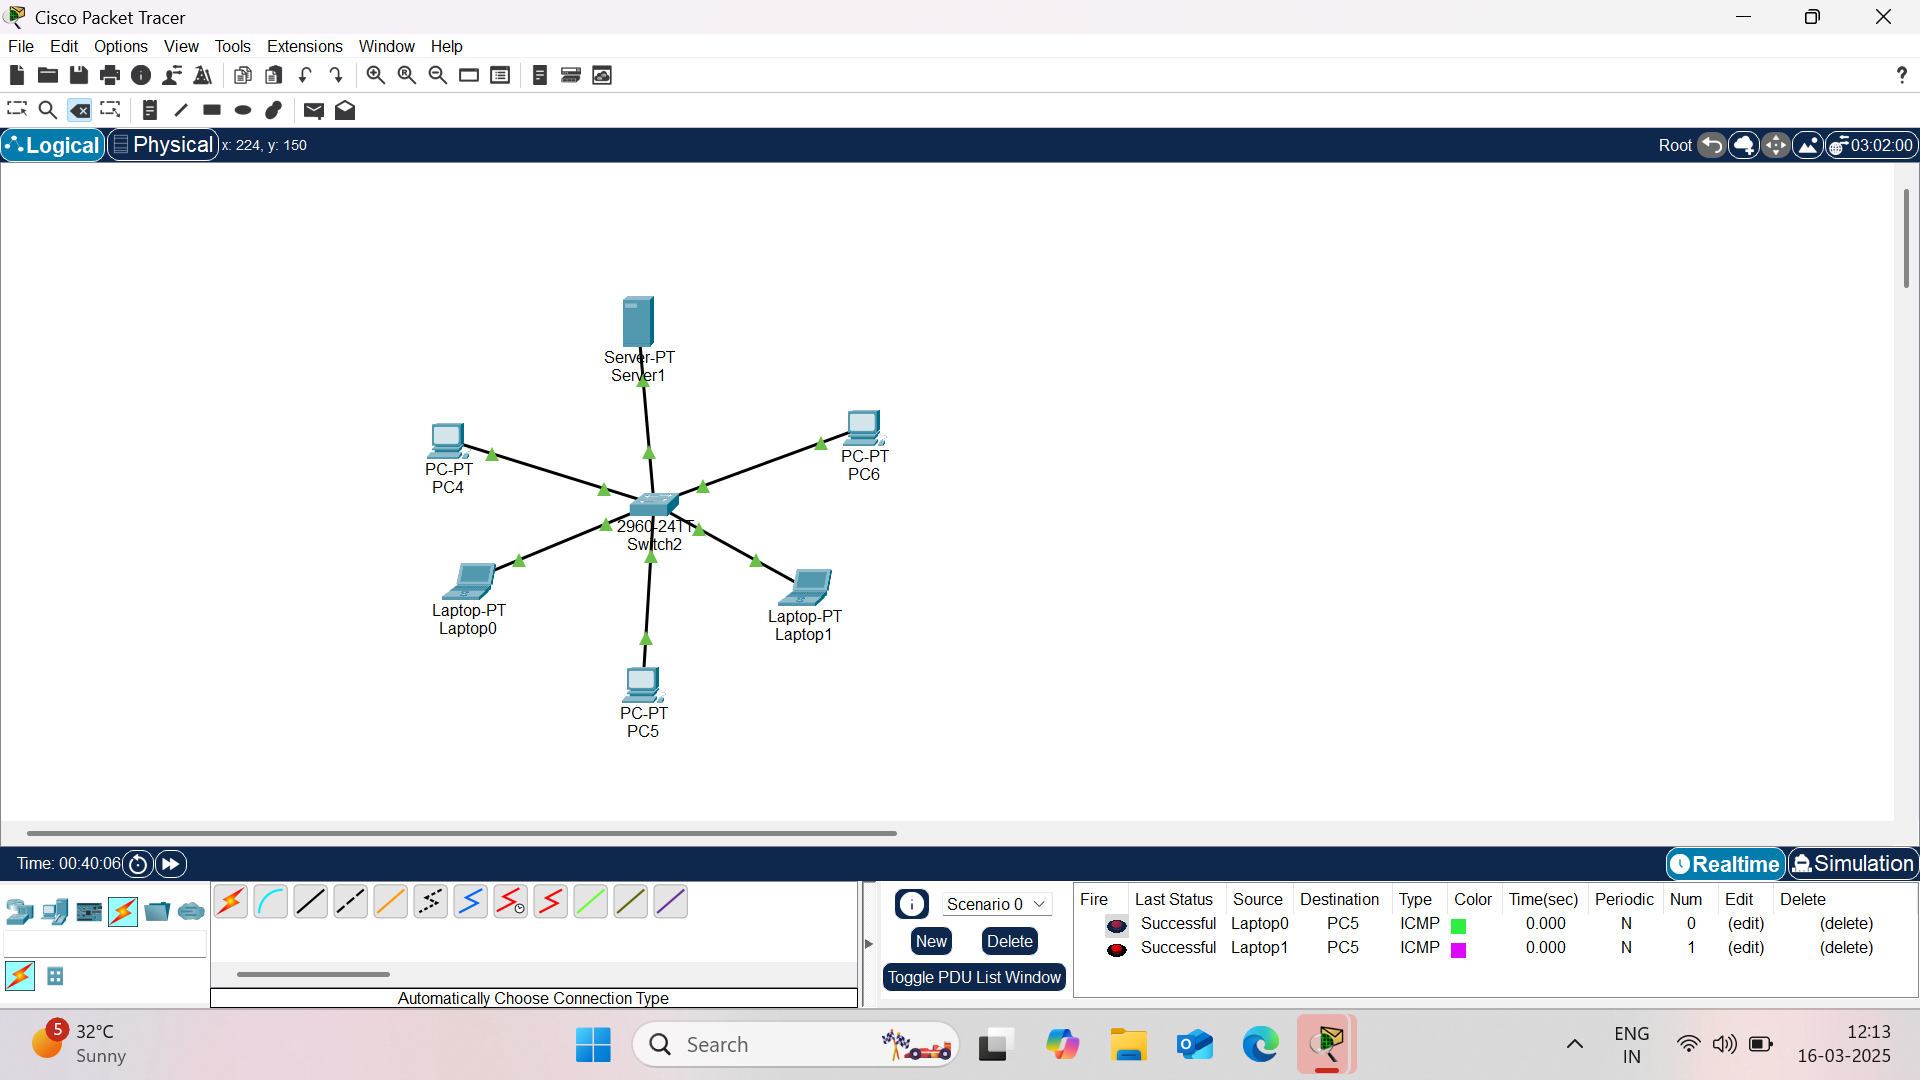 Cisco Packet Tracer
File Edit Options View Tools Extensions Window Help
?
Logical Physical x: 224, y: 150 Root 03:02:00
Server-PT
Server1
PC-PT
PC4
PC-PT
PC6
2960-24TT
Switch2
Laptop-PT
Laptop0
Laptop-PT
Laptop1
PC-PT
PC5
Time: 00:40:06 Realtime Simulation
Scenario 0
New Delete
Toggle PDU List Window
Automatically Choose Connection Type
Fire Last Status Source Destination Type Color Time(sec) Periodic Num Edit Delete
Successful Laptop0 PC5 ICMP 0.000 N 0 (edit) (delete)
Successful Laptop1 PC5 ICMP 0.000 N 1 (edit) (delete)
5 32°C
Sunny
Search
ENG
IN
12:13
16-03-2025